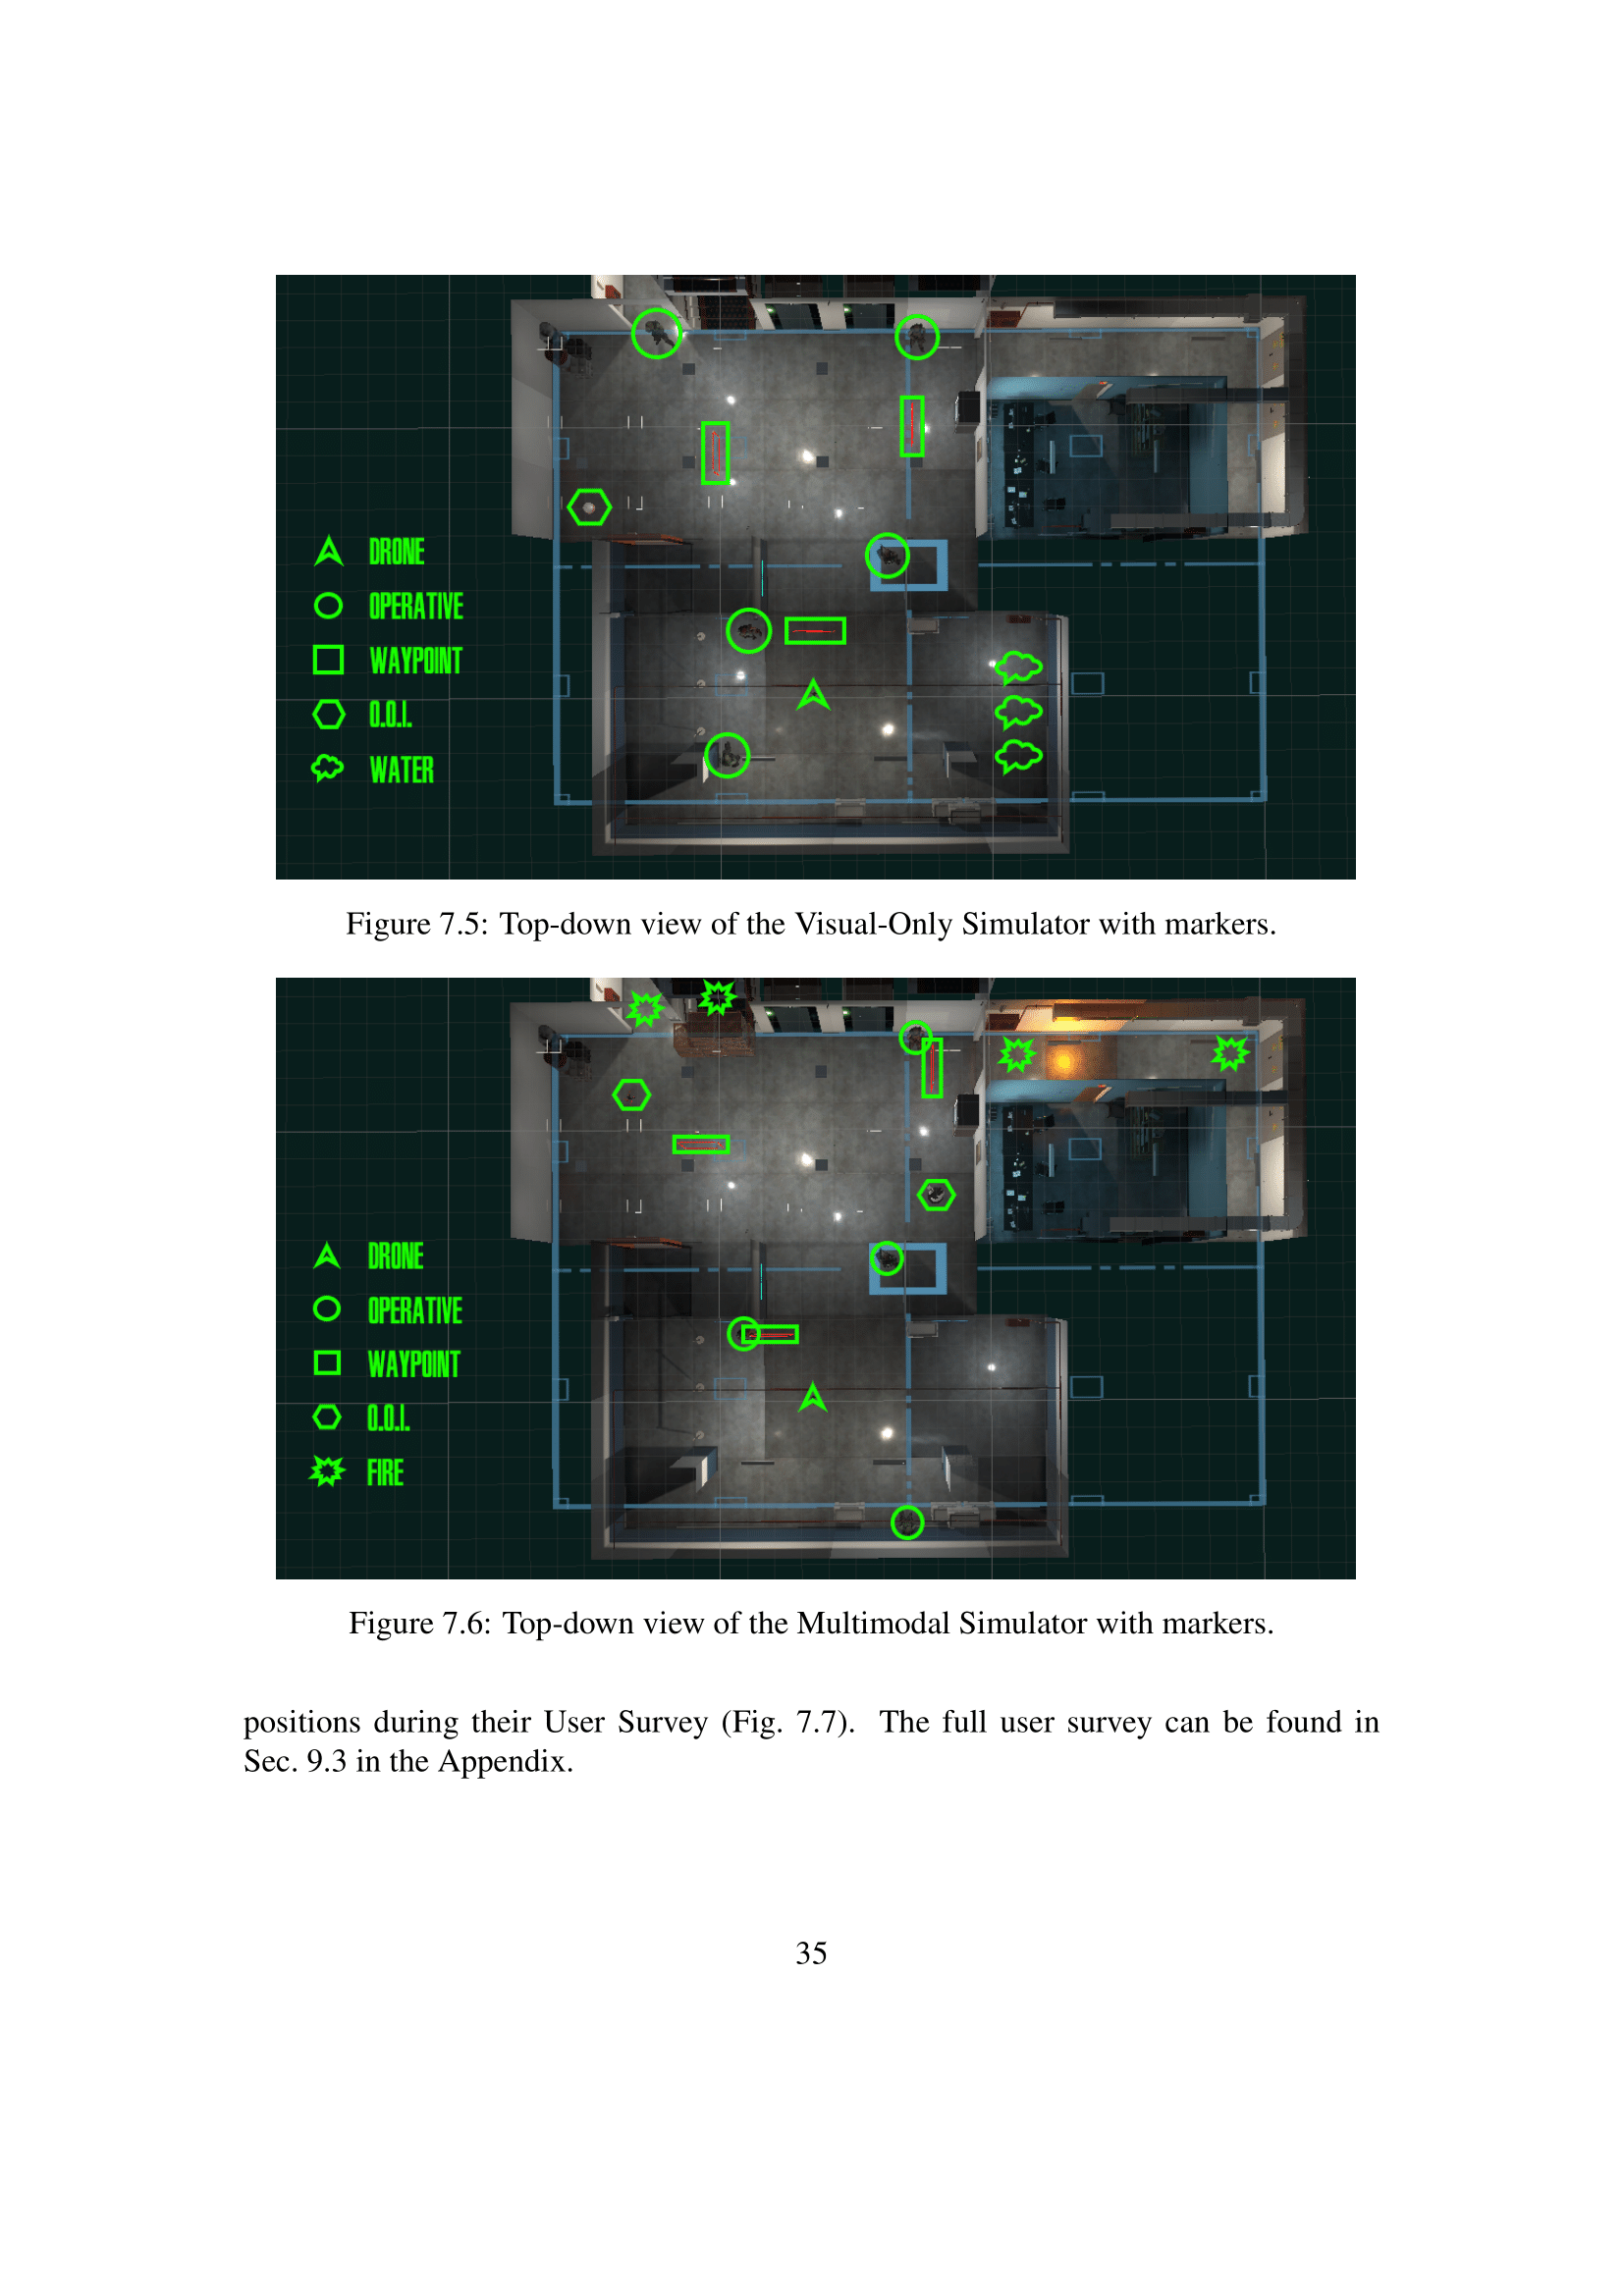 DRONE
OPERATIVE
WAYPOINT
O.O.I.
WATER
Figure 7.5: Top-down view of the Visual-Only Simulator with markers.
DRONE
OPERATIVE
WAYPOINT
O.O.I.
FIRE
Figure 7.6: Top-down view of the Multimodal Simulator with markers.
positions during their User Survey (Fig. 7.7). The full user survey can be found in
Sec. 9.3 in the Appendix.
35